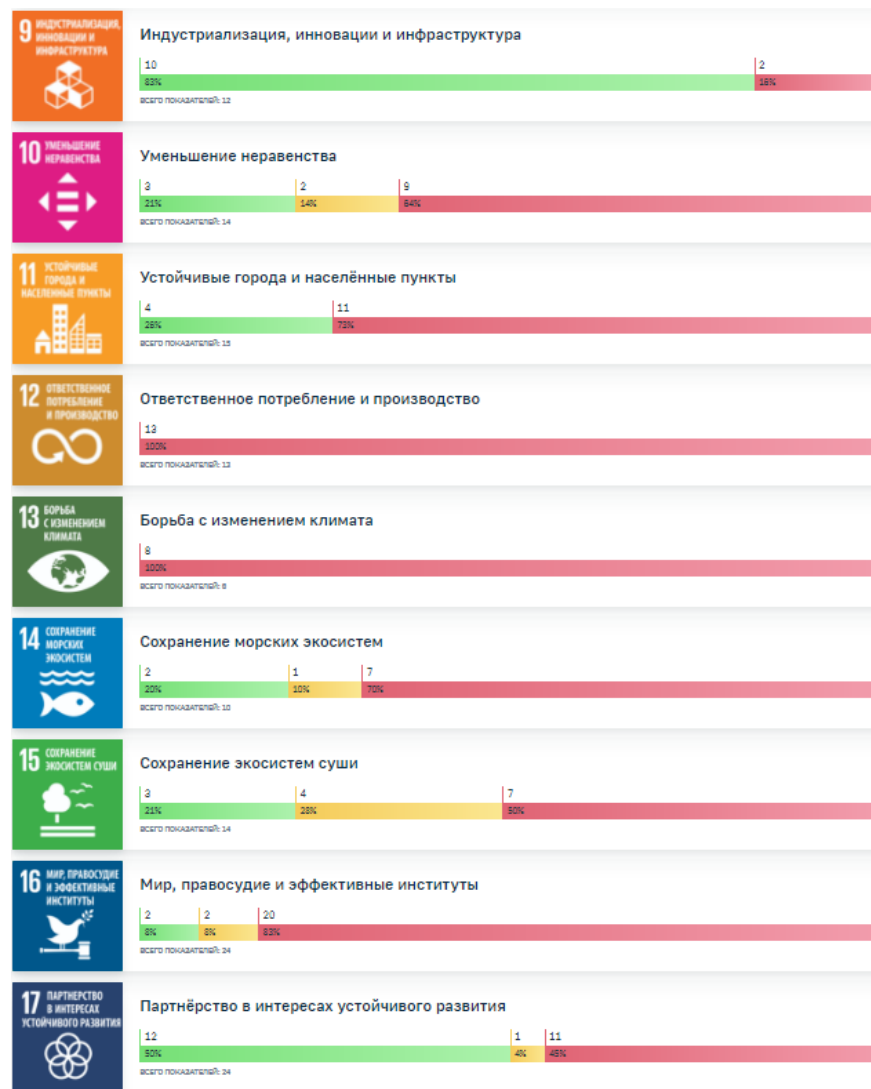 9 ИНДУСТРИАЛИЗАЦИЯ,
ИННОВАЦИИ И
ИНФРАСТРУКТУРА
Индустриализация, инновации и инфраструктура
10 2
83% 16%
ВСЕГО ПОКАЗАТЕЛЕЙ: 12
10 УМЕНЬШЕНИЕ
НЕРАВЕНСТВА
Уменьшение неравенства
3 2 9
21% 14% 64%
ВСЕГО ПОКАЗАТЕЛЕЙ: 14
11 УСТОЙЧИВЫЕ
ГОРОДА И
НАСЕЛЕННЫЕ ПУНКТЫ
Устойчивые города и населённые пункты
4 11
26% 73%
ВСЕГО ПОКАЗАТЕЛЕЙ: 15
12 ОТВЕТСТВЕННОЕ
ПОТРЕБЛЕНИЕ
И ПРОИЗВОДСТВО
Ответственное потребление и производство
13
100%
ВСЕГО ПОКАЗАТЕЛЕЙ: 13
13 БОРЬБА
С ИЗМЕНЕНИЕМ
КЛИМАТА
Борьба с изменением климата
8
100%
ВСЕГО ПОКАЗАТЕЛЕЙ: 8
14 СОХРАНЕНИЕ
МОРСКИХ
ЭКОСИСТЕМ
Сохранение морских экосистем
2 1 7
20% 10% 70%
ВСЕГО ПОКАЗАТЕЛЕЙ: 10
15 СОХРАНЕНИЕ
ЭКОСИСТЕМ СУШИ
Сохранение экосистем суши
3 4 7
21% 28% 50%
ВСЕГО ПОКАЗАТЕЛЕЙ: 14
16 МИР, ПРАВОСУДИЕ
И ЭФФЕКТИВНЫЕ
ИНСТИТУТЫ
Мир, правосудие и эффективные институты
2 2 20
8% 8% 83%
ВСЕГО ПОКАЗАТЕЛЕЙ: 24
17 ПАРТНЕРСТВО
В ИНТЕРЕСАХ
УСТОЙЧИВОГО РАЗВИТИЯ
Партнёрство в интересах устойчивого развития
12 1 11
50% 4% 45%
ВСЕГО ПОКАЗАТЕЛЕЙ: 24